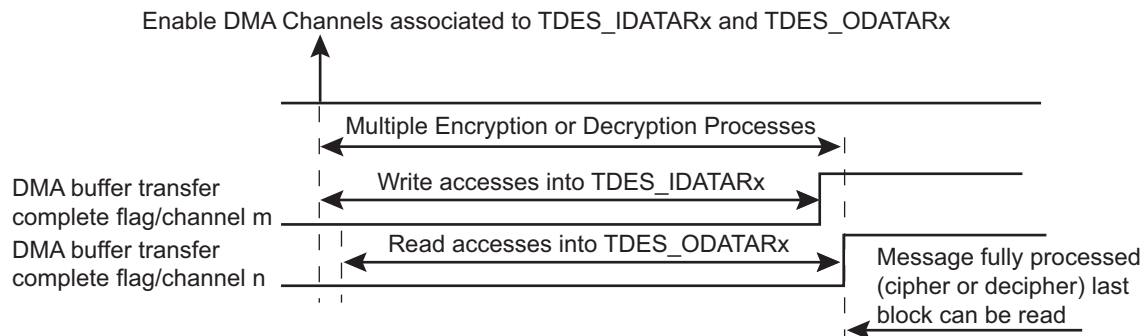 Enable DMA Channels associated to TDES_IDATARx and TDES_ODATARx
Multiple Encryption or Decryption Processes
DMA buffer transfer
complete flag/channel m
Write accesses into TDES_IDATARx
DMA buffer transfer
complete flag/channel n
Read accesses into TDES_ODATARx
Message fully processed
(cipher or decipher) last
block can be read